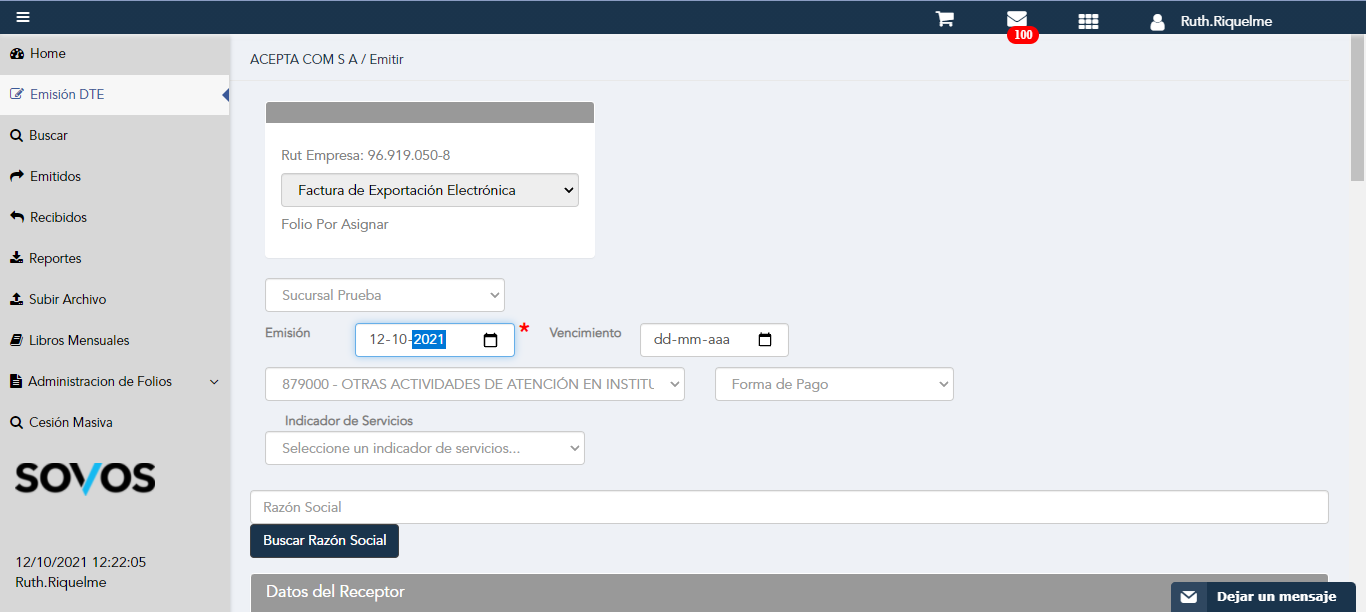 Ruth.Riquelme
100
Home
Emisión DTE
Buscar
Emitidos
Recibidos
Reportes
Subir Archivo
Libros Mensuales
Administracion de Folios
Cesión Masiva
sovos
12/10/2021 12:22:05
Ruth.Riquelme
ACEPTA COM S A / Emitir
Rut Empresa: 96.919.050-8
Factura de Exportación Electrónica
Folio Por Asignar
Sucursal Prueba
Emisión 12-10-2021 * Vencimiento dd-mm-aaa
879000 - OTRAS ACTIVIDADES DE ATENCIÓN EN INSTITU Forma de Pago
Indicador de Servicios
Seleccione un indicador de servicios...
Razón Social
Buscar Razón Social
Datos del Receptor
Dejar un mensaje